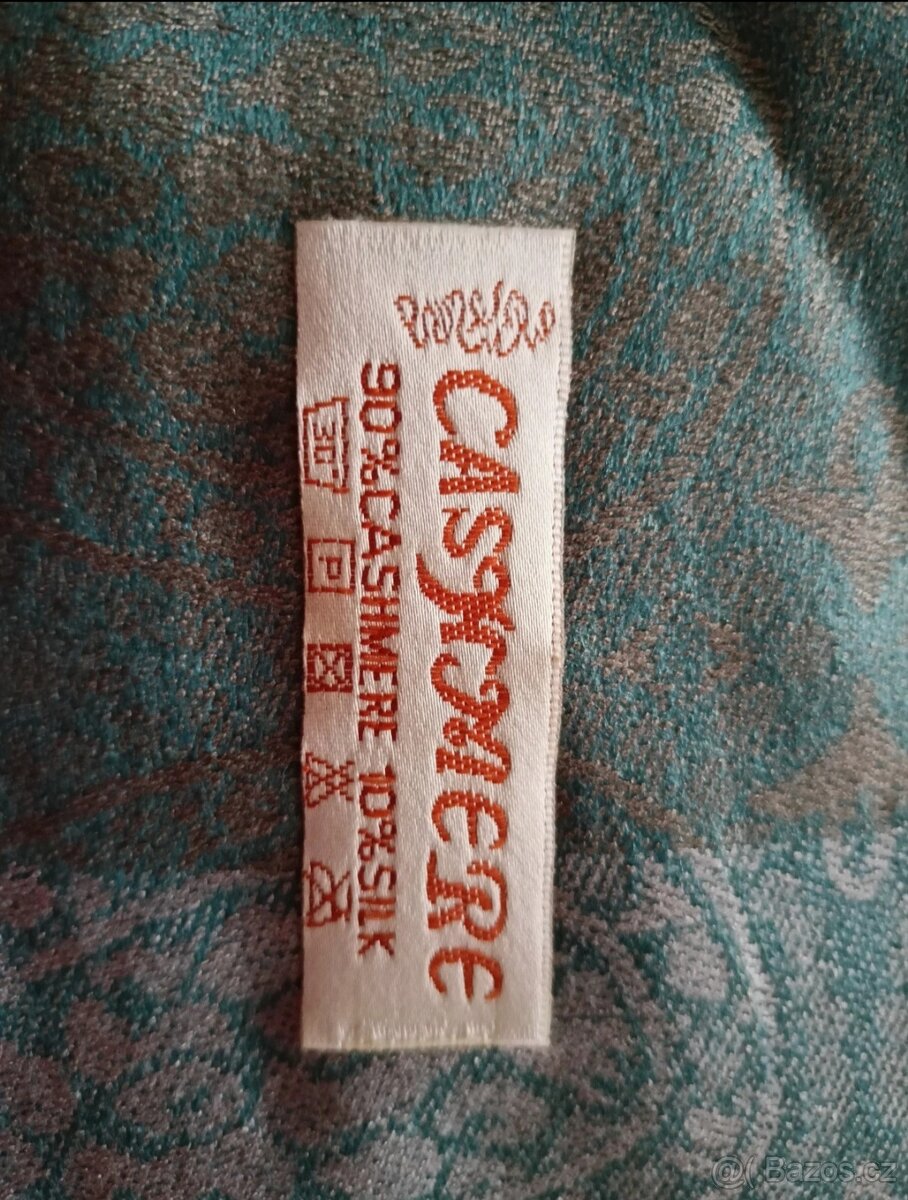 CASHMERE
90%CASHMERE 10%SILK
30 P
@( Bazos.cz